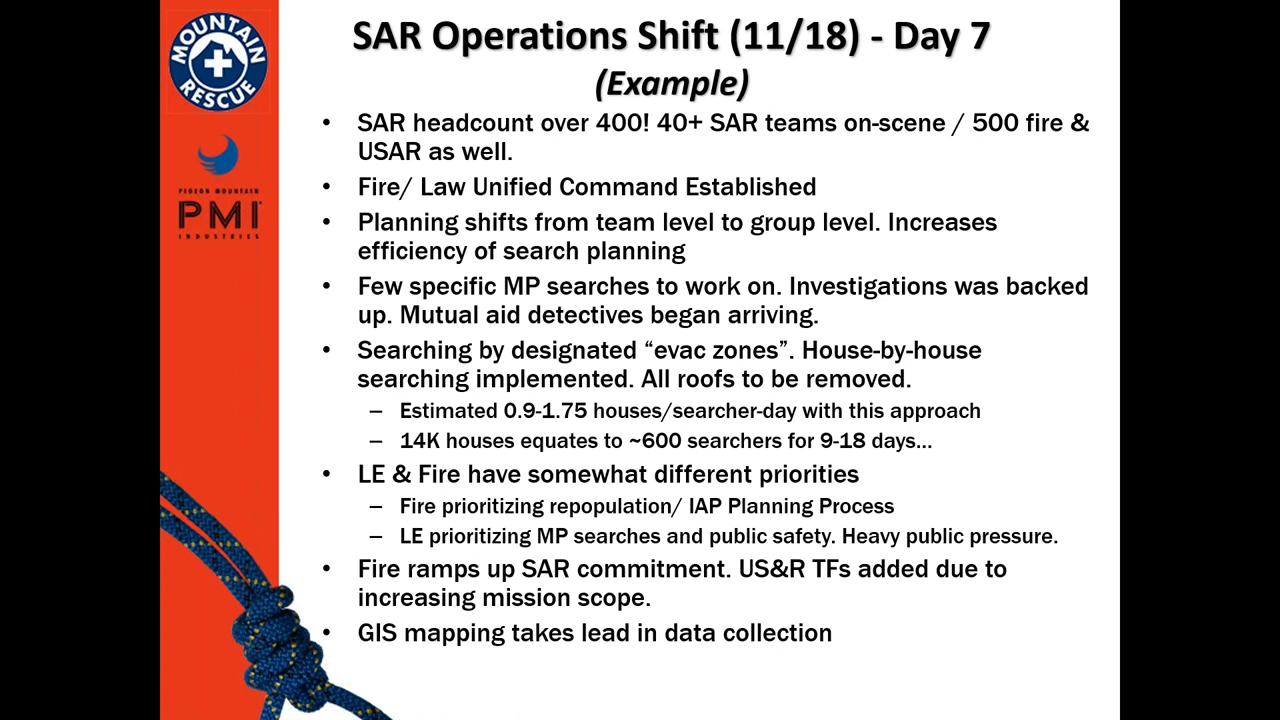 MOUNTAIN
RESCUE
PIGEON MOUNTAIN
PMI
INDUSTRIES
SAR Operations Shift (11/18) - Day 7
(Example)
• SAR headcount over 400! 40+ SAR teams on-scene / 500 fire &
USAR as well.
• Fire/ Law Unified Command Established
• Planning shifts from team level to group level. Increases
efficiency of search planning
• Few specific MP searches to work on. Investigations was backed
up. Mutual aid detectives began arriving.
• Searching by designated “evac zones”. House-by-house
searching implemented. All roofs to be removed.
– Estimated 0.9-1.75 houses/searcher-day with this approach
– 14K houses equates to ~600 searchers for 9-18 days…
• LE & Fire have somewhat different priorities
– Fire prioritizing repopulation/ IAP Planning Process
– LE prioritizing MP searches and public safety. Heavy public pressure.
• Fire ramps up SAR commitment. US&R TFs added due to
increasing mission scope.
• GIS mapping takes lead in data collection